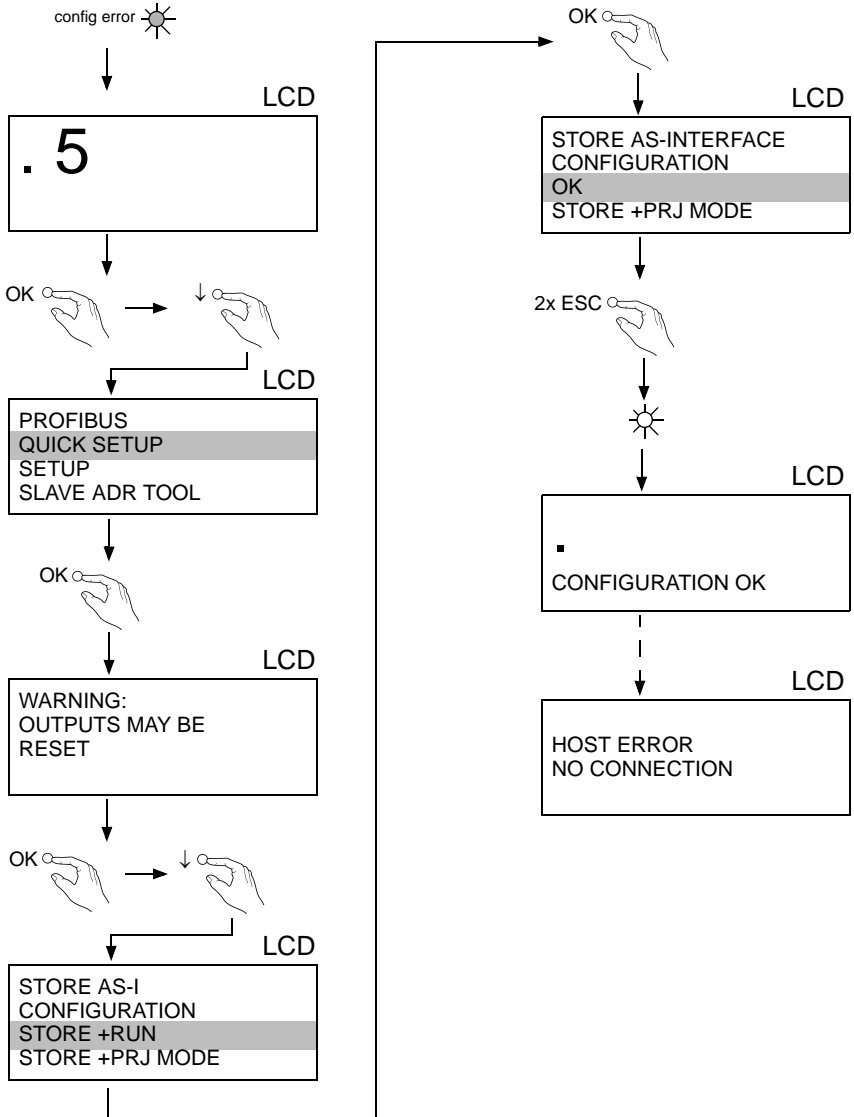 config error
LCD
. 5
OK
↓
LCD
PROFIBUS
QUICK SETUP
SETUP
SLAVE ADR TOOL
OK
LCD
WARNING:
OUTPUTS MAY BE
RESET
OK
↓
LCD
STORE AS-I
CONFIGURATION
STORE +RUN
STORE +PRJ MODE
OK
LCD
STORE AS-INTERFACE
CONFIGURATION
OK
STORE +PRJ MODE
2x ESC
LCD
.
CONFIGURATION OK
LCD
HOST ERROR
NO CONNECTION